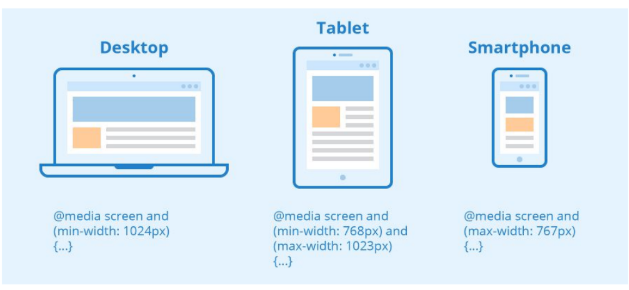 Desktop
Tablet
Smartphone
@media screen and
(min-width: 1024px)
{...}
@media screen and
(min-width: 768px) and
(max-width: 1023px)
{...}
@media screen and
(max-width: 767px)
{...}